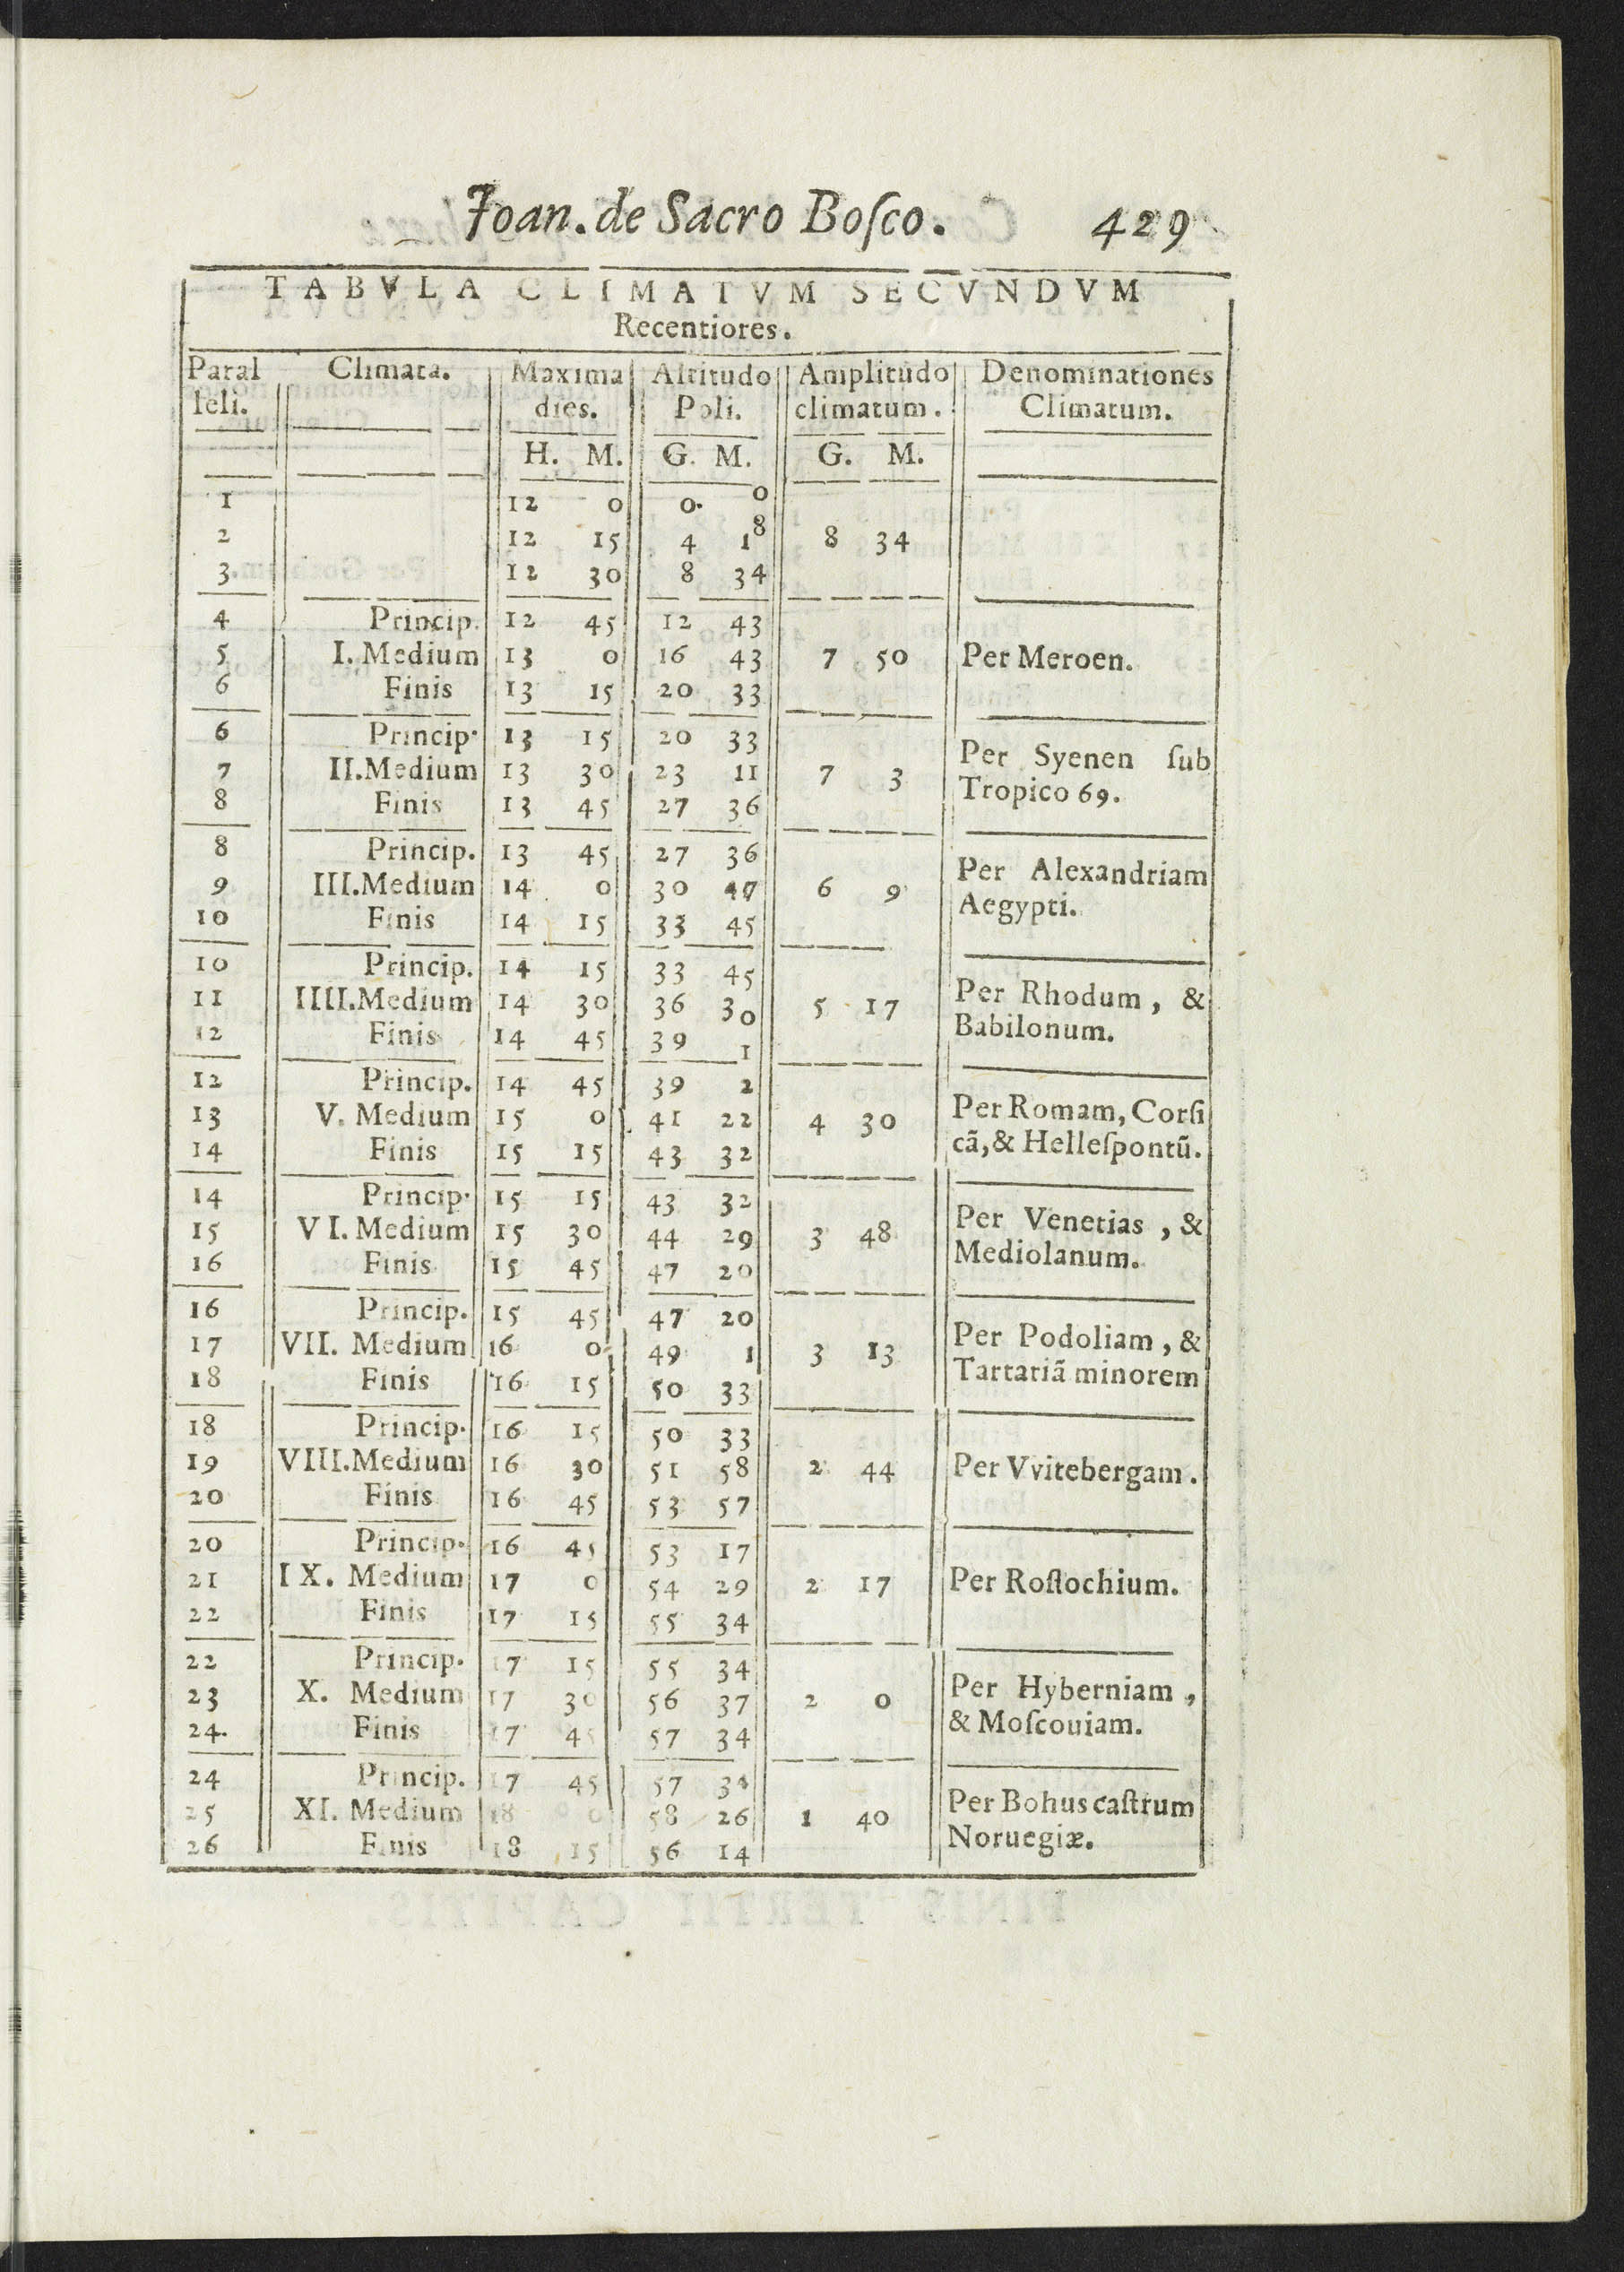 Joan. de Sacro Boſco. 429
TABVLA CLIMATVM SECVNDVM
Recentiores.
Paral Climata. Maxima Altitudo Amplitudo Denominationes
leli. dies. Poli. climatum. Climatum.
H. M. G. M. G. M.
1 12 0 0. 0
2 12 15 4 18 8 34
3 12 30 8 34
4 Princip. 12 45 12 43
5 I. Medium 13 0 16 43 7 50 Per Meroen.
6 Finis 13 15 20 33
6 Princip. 13 15 20 33 Per Syenen ſub
7 II.Medium 13 30 23 11 7 3 Tropico 69.
8 Finis 13 45 27 36
8 Princip. 13 45 27 36 Per Alexandriam
9 III.Medium 14 0 30 47 6 9 Aegypti.
10 Finis 14 15 33 45
10 Princip. 14 15 33 45 Per Rhodum, &
11 IIII.Medium 14 30 36 30 5 17 Babilonum.
12 Finis 14 45 39 1
12 Princip. 14 45 39 2 Per Romam, Corſi
13 V. Medium 15 0 41 22 4 30 cã, & Helleſpontũ.
14 Finis 15 15 43 32
14 Princip. 15 15 43 32 Per Venetias, &
15 VI. Medium 15 30 44 29 3 48 Mediolanum.
16 Finis 15 45 47 20
16 Princip. 15 45 47 20 Per Podoliam, &
17 VII. Medium 16 0 49 1 3 13 Tartariã minorem
18 Finis 16 15 50 33
18 Princip. 16 15 50 33
19 VIII.Medium 16 30 51 58 2 44 Per Vvitebergam.
20 Finis 16 45 53 57
20 Princip. 16 45 53 17
21 IX. Medium 17 0 54 29 2 17 Per Roſtochium.
22 Finis 17 15 55 34
22 Princip. 17 15 55 34 Per Hyberniam,
23 X. Medium 17 30 56 37 2 0 & Moſcouiam.
24. Finis 17 45 57 34
24 Princip. 17 45 57 34 Per Bohus caſtrum
25 XI. Medium 18 0 58 26 1 40 Noruegiæ.
26 Finis 18 15 56 14